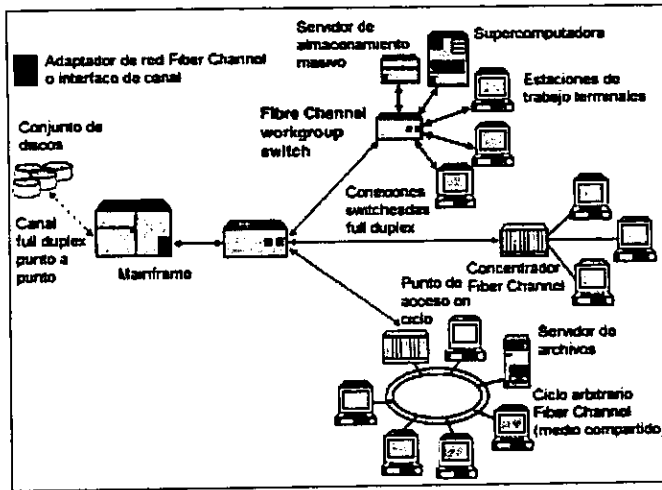 Adaptador de red Fiber Channel
o interface de canal
Servidor de
almacenamiento
masivo
Supercomputadora
Estaciones de
trabajo terminales
Fibre Channel
workgroup
switch
Conjunto de
discos
Canal
full duplex
punto a
punto
Mainframe
Conexiones
switcheadas
full duplex
Concentrador
Fiber Channel
Punto de
acceso en
ciclo
Servidor de
archivos
Ciclo arbitrario
Fiber Channel
(medio compartido)